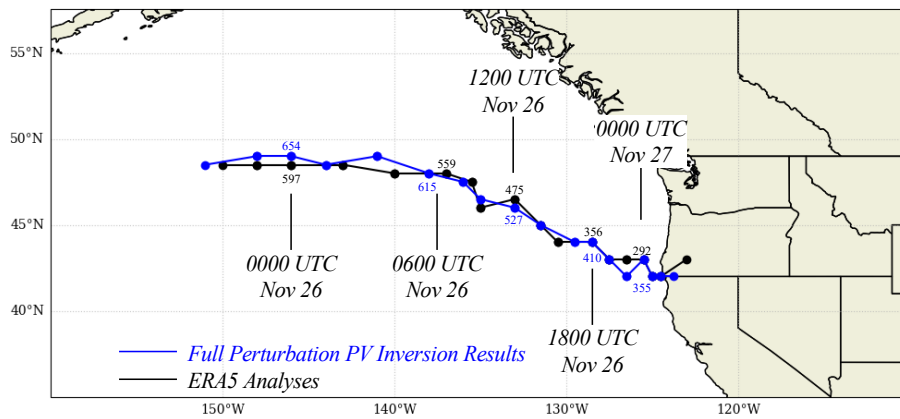 55°N
1200 UTC
Nov 26
50°N
0000 UTC
Nov 27
654
559
597
615
475
527
45°N
356
292
410
355
0000 UTC
Nov 26
0600 UTC
Nov 26
40°N
1800 UTC
Nov 26
Full Perturbation PV Inversion Results
ERA5 Analyses
150°W
140°W
130°W
120°W